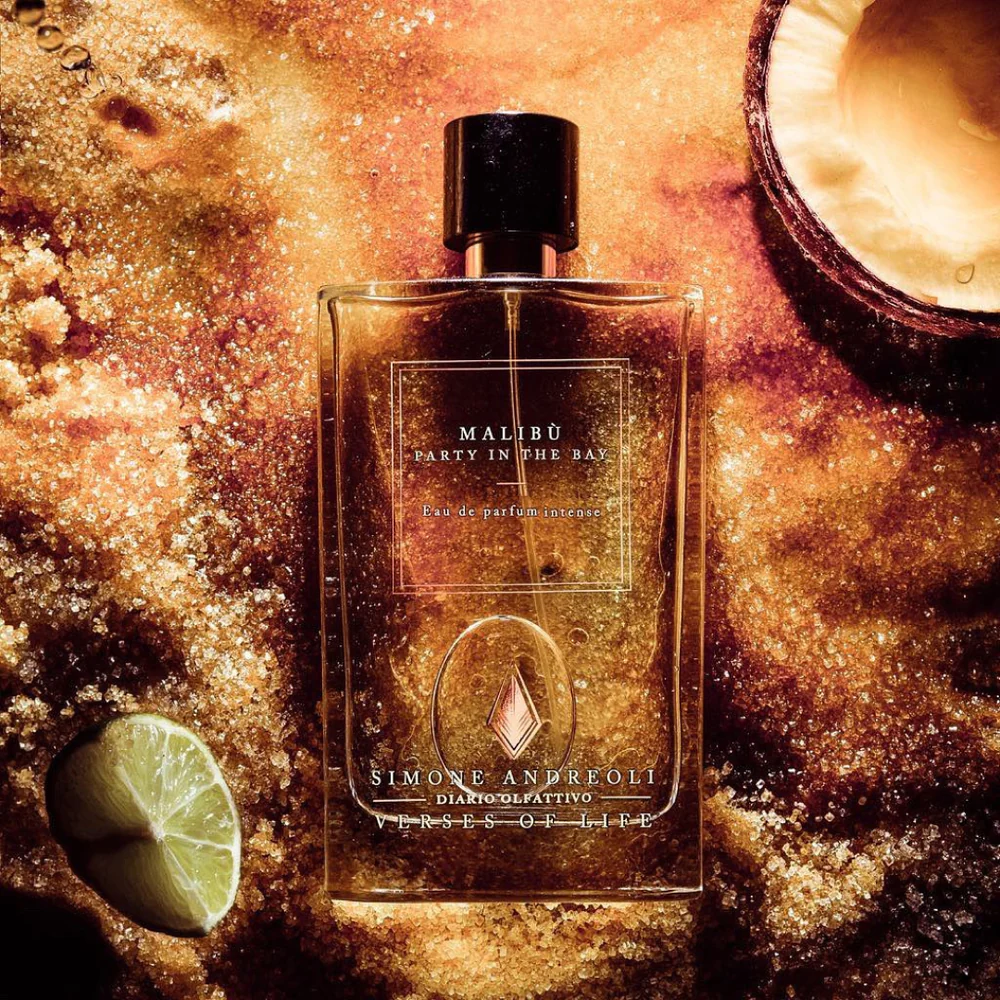 MALIBÙ
PARTY IN THE BAY
Eau de parfum intense
SIMONE ANDREOLI
DIARIO OLFATTIVO
VERSES OF LIFE